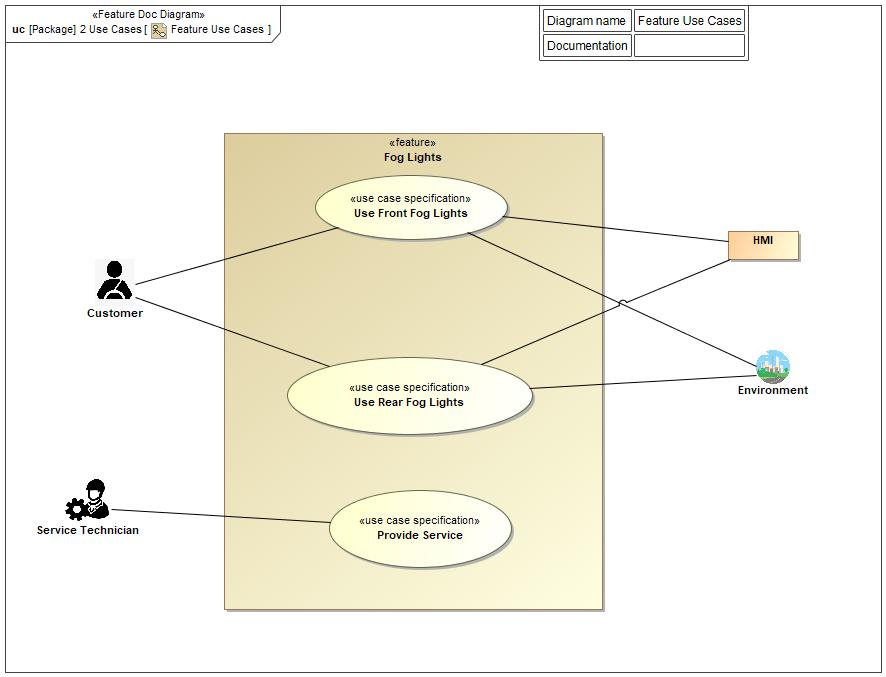 «Feature Doc Diagram»
uc [Package] 2 Use Cases [ Feature Use Cases ]
Diagram name Feature Use Cases
Documentation
«feature»
Fog Lights
«use case specification»
Use Front Fog Lights
HMI
Customer
«use case specification»
Use Rear Fog Lights
Environment
Service Technician
«use case specification»
Provide Service